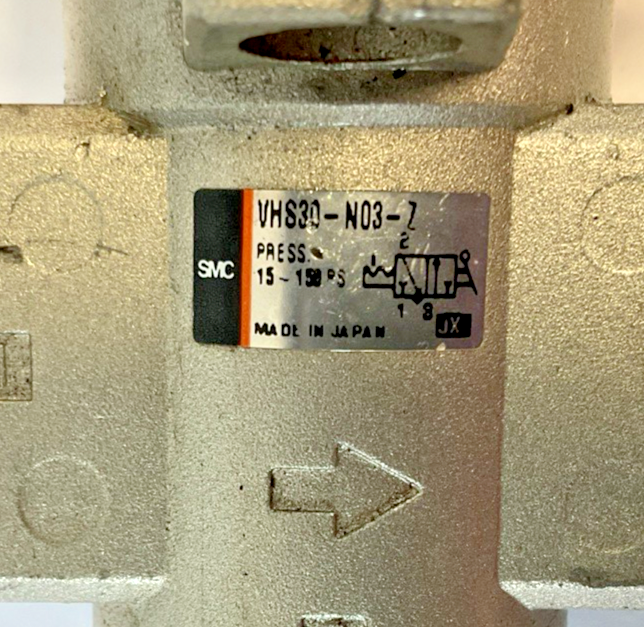 VHS30-N03-Z
PRESS.
SMC
15~150 PS
2
1 3
MADE IN JAPAN
JX